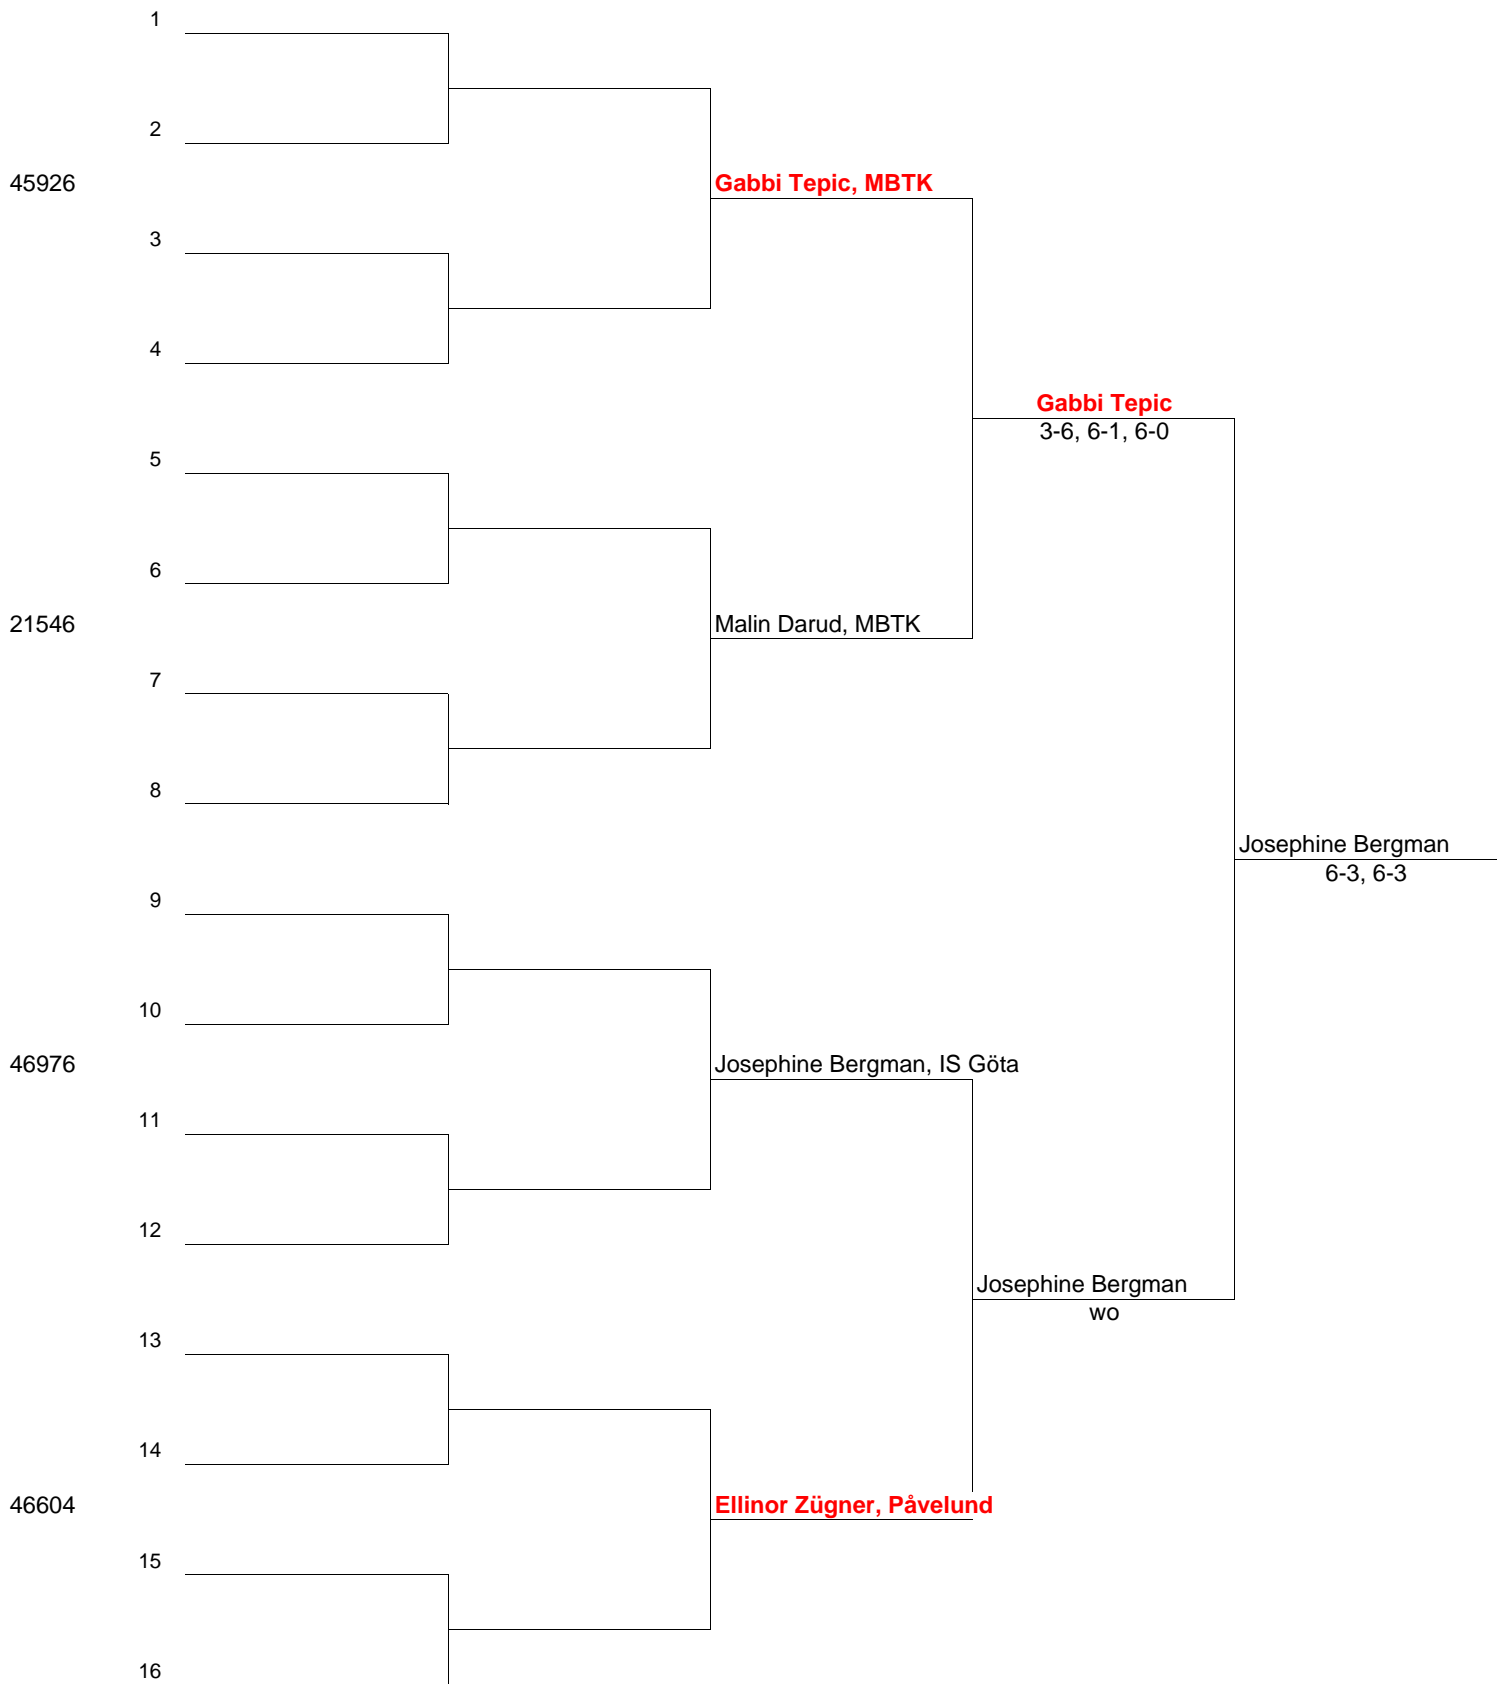 1
2
45926
Gabbi Tepic, MBTK
3
4
Gabbi Tepic
3-6, 6-1, 6-0
5
6
21546
Malin Darud, MBTK
7
8
Josephine Bergman
6-3, 6-3
9
10
46976
Josephine Bergman, IS Göta
11
12
Josephine Bergman
wo
13
14
46604
Ellinor Zügner, Påvelund
15
16